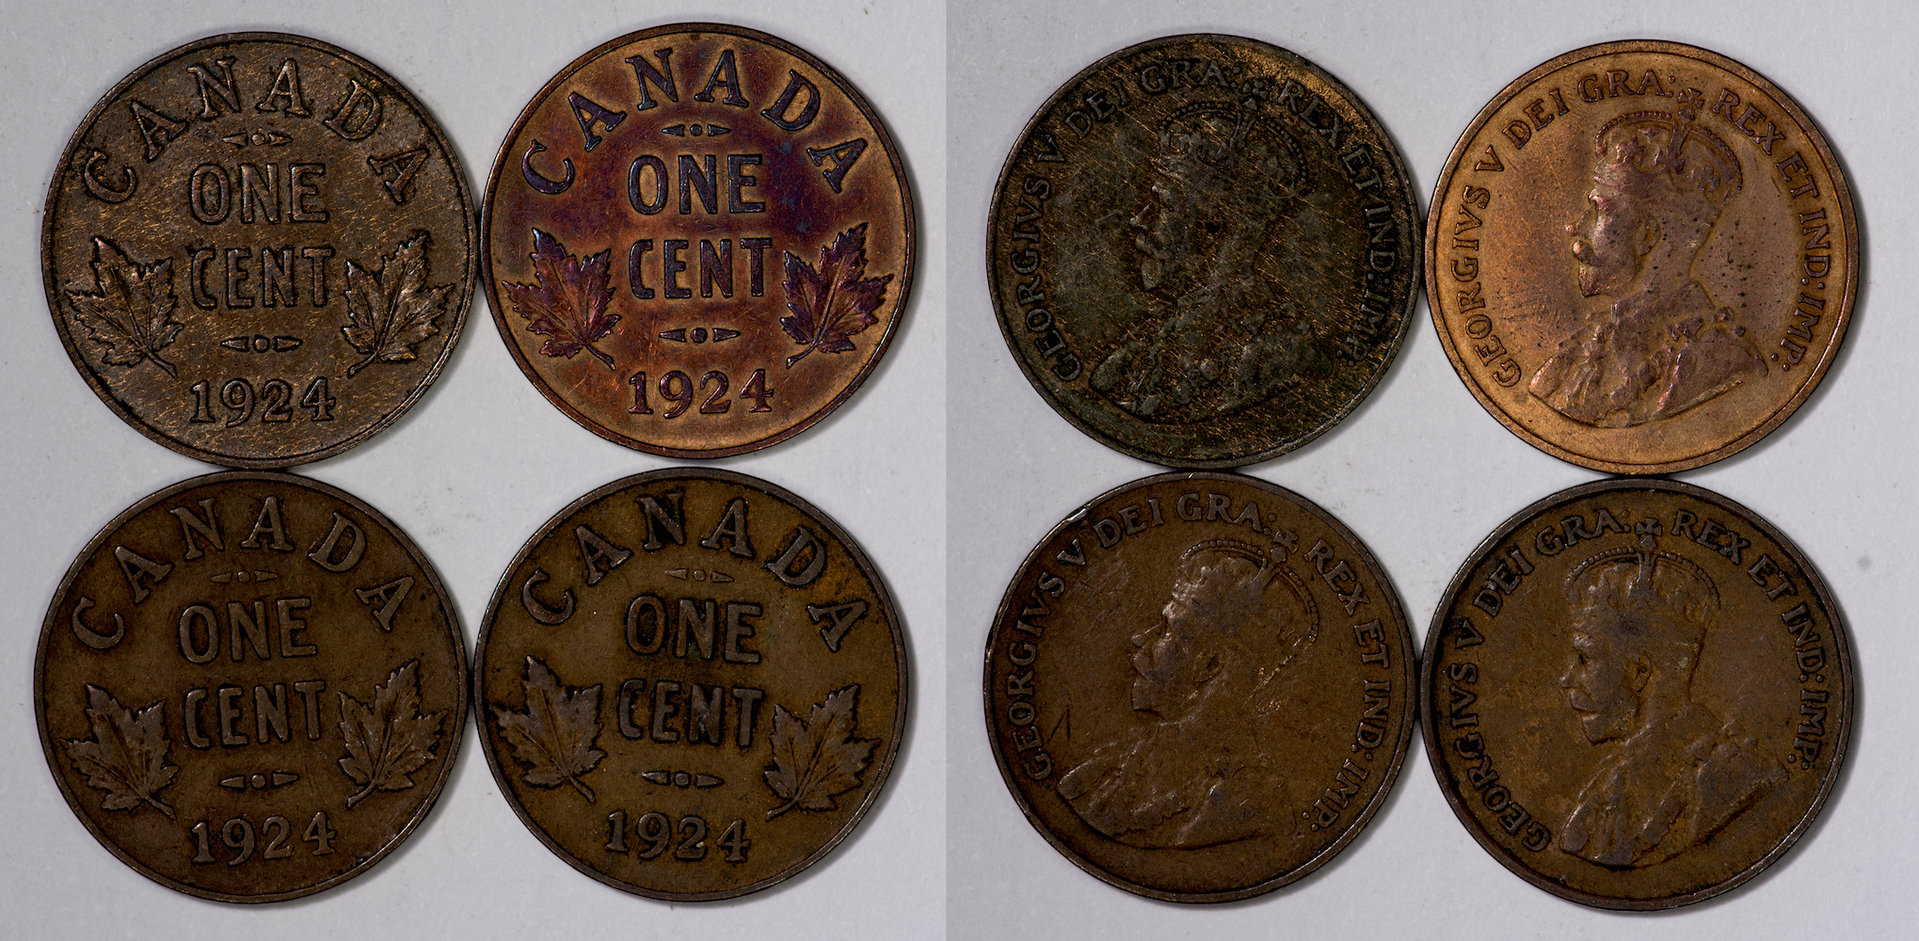 CANADA
ONE
CENT
1924
CANADA
ONE
CENT
1924
GEORGIVS V DEI GRA: REX ET IND: IMP:
GEORGIVS V DEI GRA: REX ET IND: IMP:
CANADA
ONE
CENT
1924
CANADA
ONE
CENT
1924
GEORGIVS V DEI GRA: REX ET IND: IMP:
GEORGIVS V DEI GRA: REX ET IND: IMP: